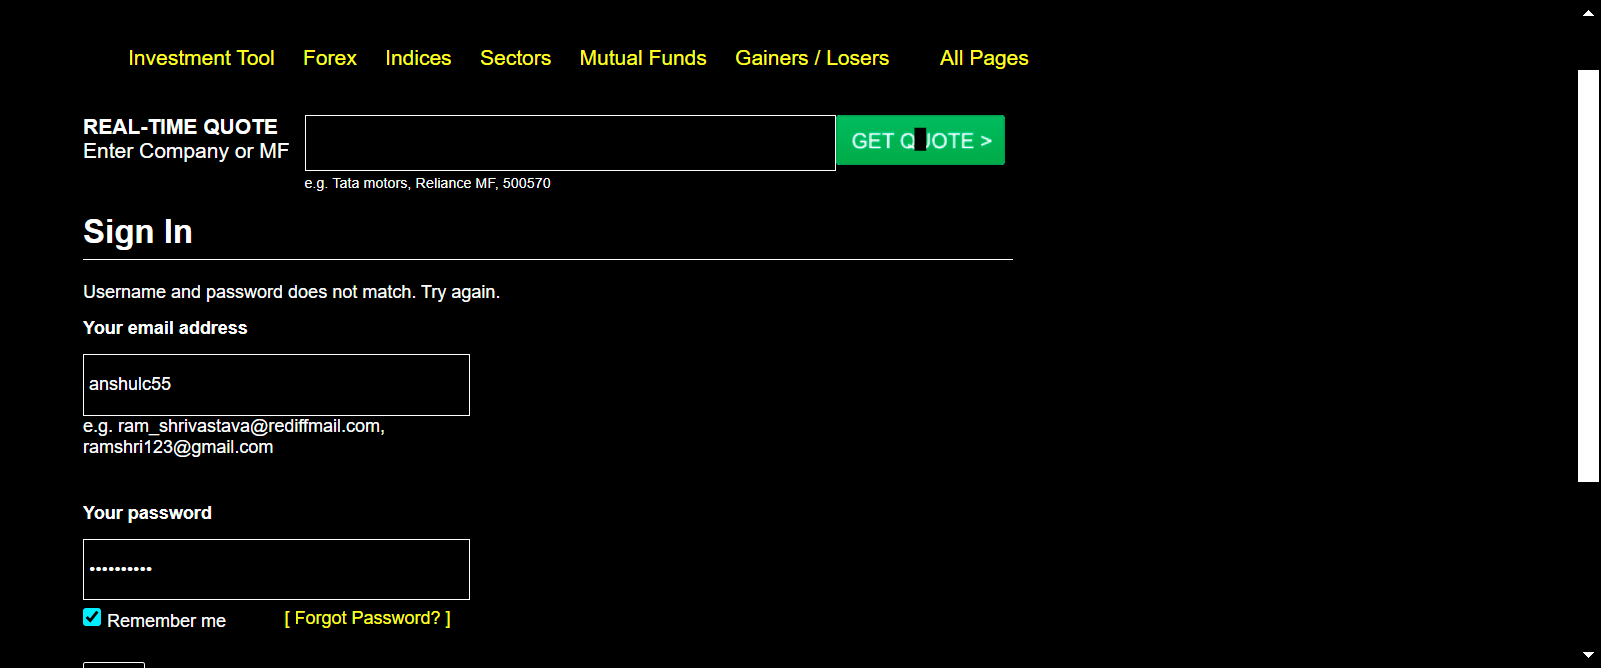 Investment Tool Forex Indices Sectors Mutual Funds Gainers / Losers All Pages
REAL-TIME QUOTE
Enter Company or MF
GET QUOTE >
e.g. Tata motors, Reliance MF, 500570
Sign In
Username and password does not match. Try again.
Your email address
anshulc55
e.g. ram_shrivastava@rediffmail.com,
ramshri123@gmail.com
Your password
••••••••••
Remember me [ Forgot Password? ]